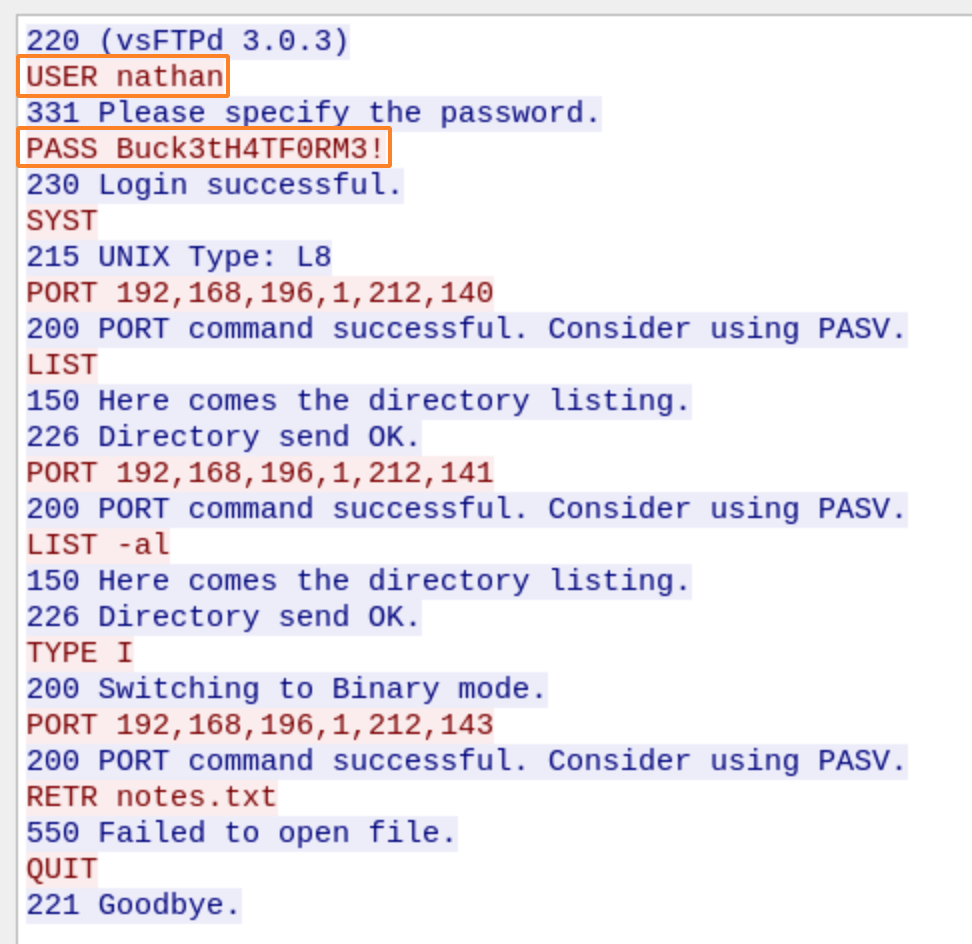 220 (vsFTPd 3.0.3)
USER nathan
331 Please specify the password.
PASS Buck3tH4TF0RM3!
230 Login successful.
SYST
215 UNIX Type: L8
PORT 192,168,196,1,212,140
200 PORT command successful. Consider using PASV.
LIST
150 Here comes the directory listing.
226 Directory send OK.
PORT 192,168,196,1,212,141
200 PORT command successful. Consider using PASV.
LIST -al
150 Here comes the directory listing.
226 Directory send OK.
TYPE I
200 Switching to Binary mode.
PORT 192,168,196,1,212,143
200 PORT command successful. Consider using PASV.
RETR notes.txt
550 Failed to open file.
QUIT
221 Goodbye.